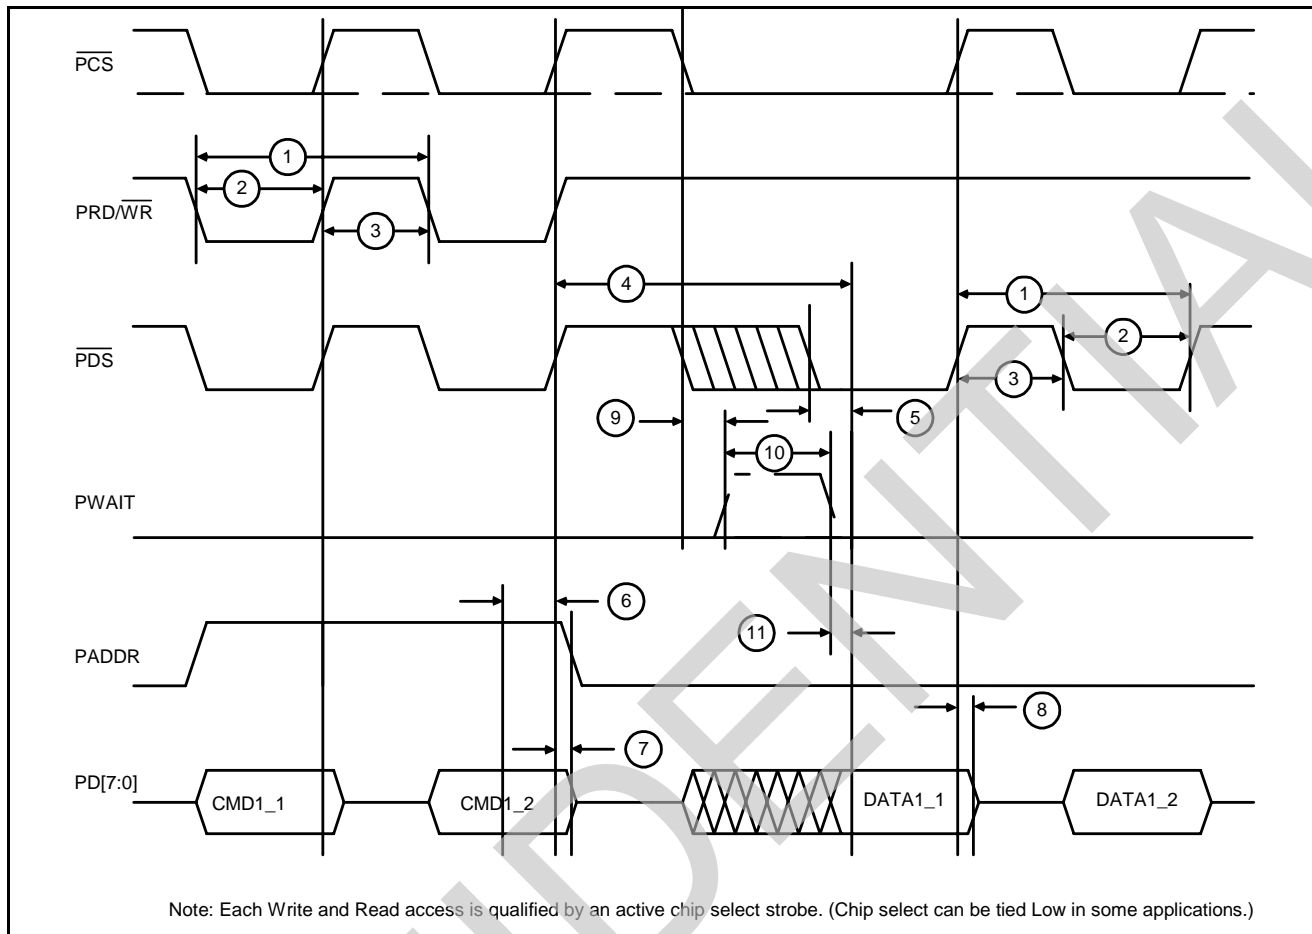 PCS
1
2
PRD/WR
3
4
1
PDS
2
3
9
5
10
PWAIT
6
11
PADDR
8
7
PD[7:0]
CMD1_1
CMD1_2
DATA1_1
DATA1_2
Note: Each Write and Read access is qualified by an active chip select strobe. (Chip select can be tied Low in some applications.)
IDENTIAL